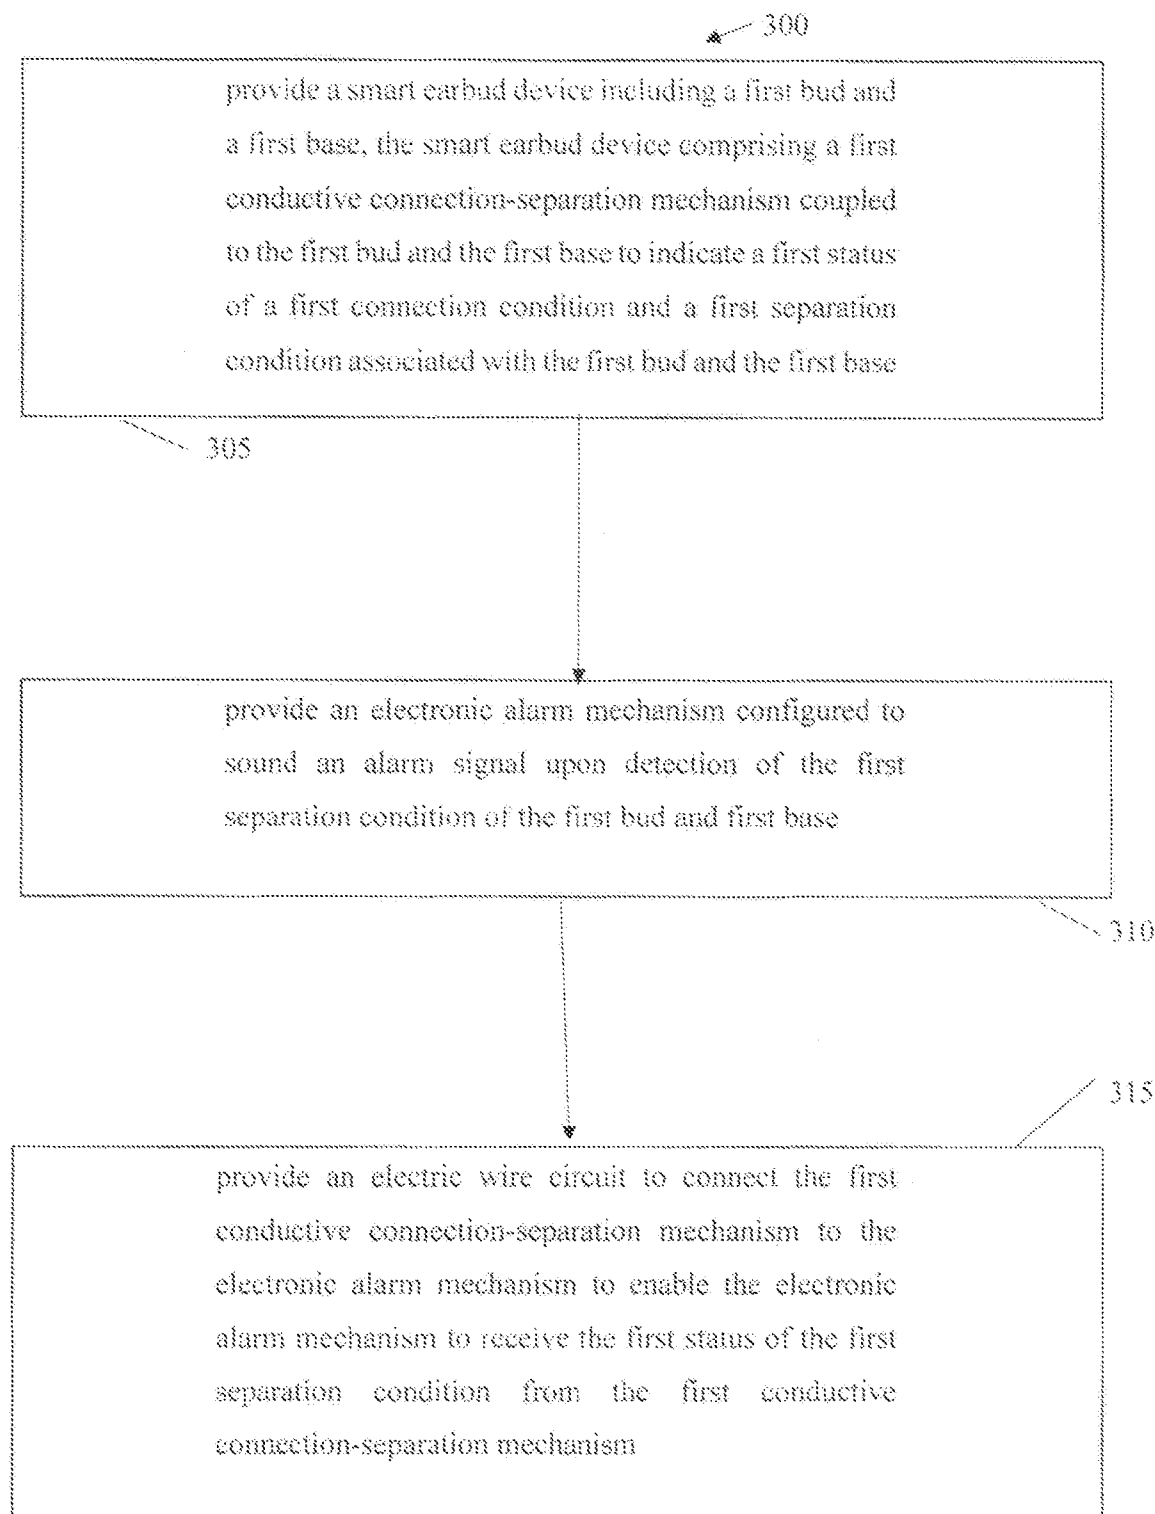 300
provide a smart earbud device including a first bud and
a first base, the smart earbud device comprising a first
conductive connection-separation mechanism coupled
to the first bud and the first base to indicate a first status
of a first connection condition and a first separation
condition associated with the first bud and the first base
305
provide an electronic alarm mechanism configured to
sound an alarm signal upon detection of the first
separation condition of the first bud and first base
310
315
provide an electric wire circuit to connect the first
conductive connection-separation mechanism to the
electronic alarm mechanism to enable the electronic
alarm mechanism to receive the first status of the first
separation condition from the first conductive
connection-separation mechanism